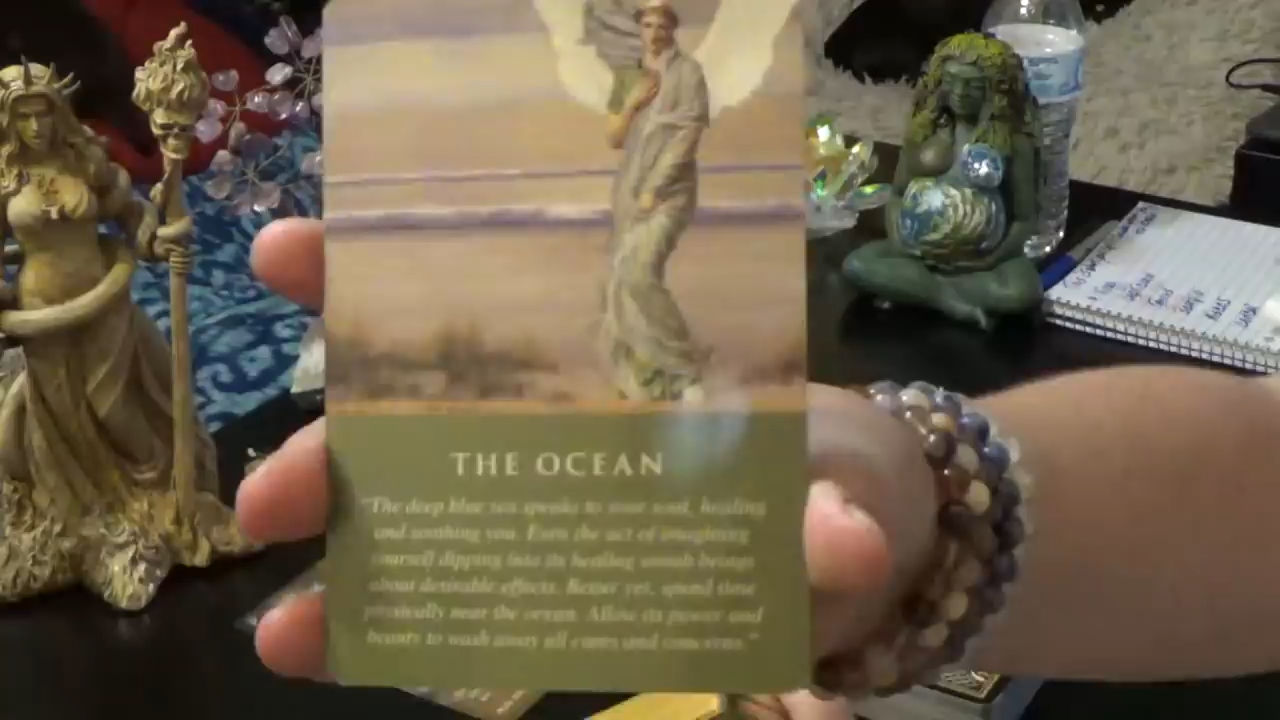 THE OCEAN
"The deep blue sea speaks to your soul, healing
and soothing you. Even the act of imagining
yourself dipping into its healing womb brings
about desirable effects. Better yet, spend time
physically near the ocean. Allow its power and
beauty to wash away all cares and concerns."